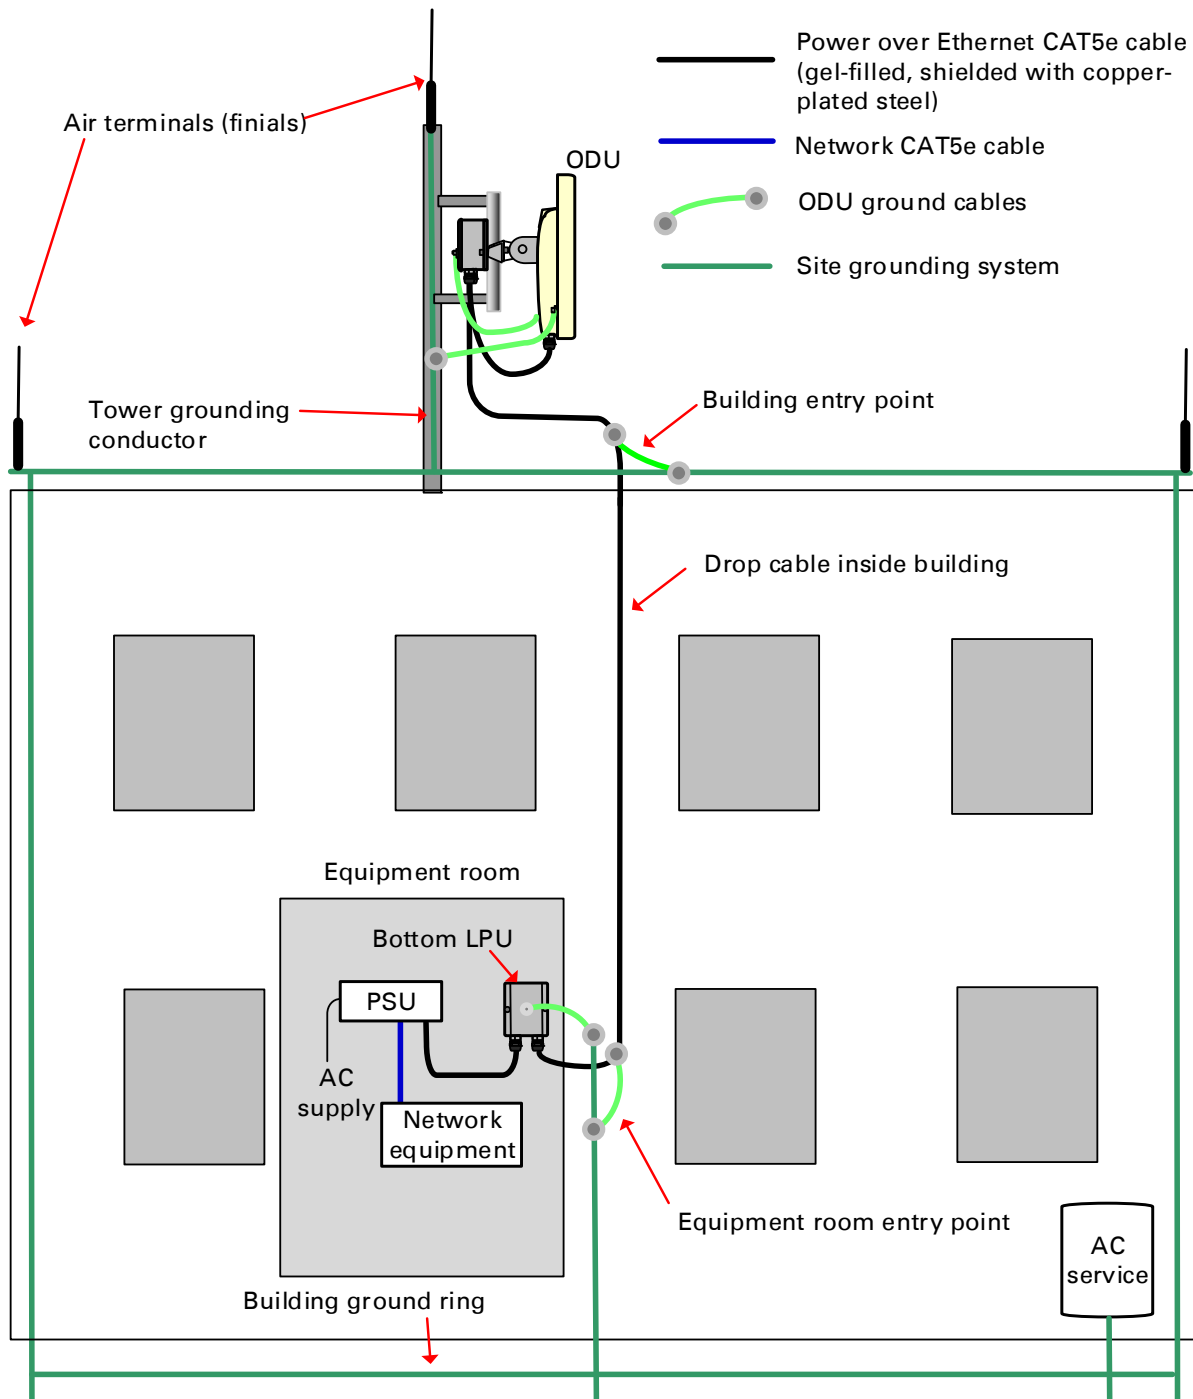 Power over Ethernet CAT5e cable
(gel-filled, shielded with copper-
plated steel)
Air terminals (finials)
Network CAT5e cable
ODU
ODU ground cables
Site grounding system
Tower grounding
conductor
Building entry point
Drop cable inside building
Equipment room
Bottom LPU
PSU
AC
supply
Network
equipment
Equipment room entry point
AC
service
Building ground ring